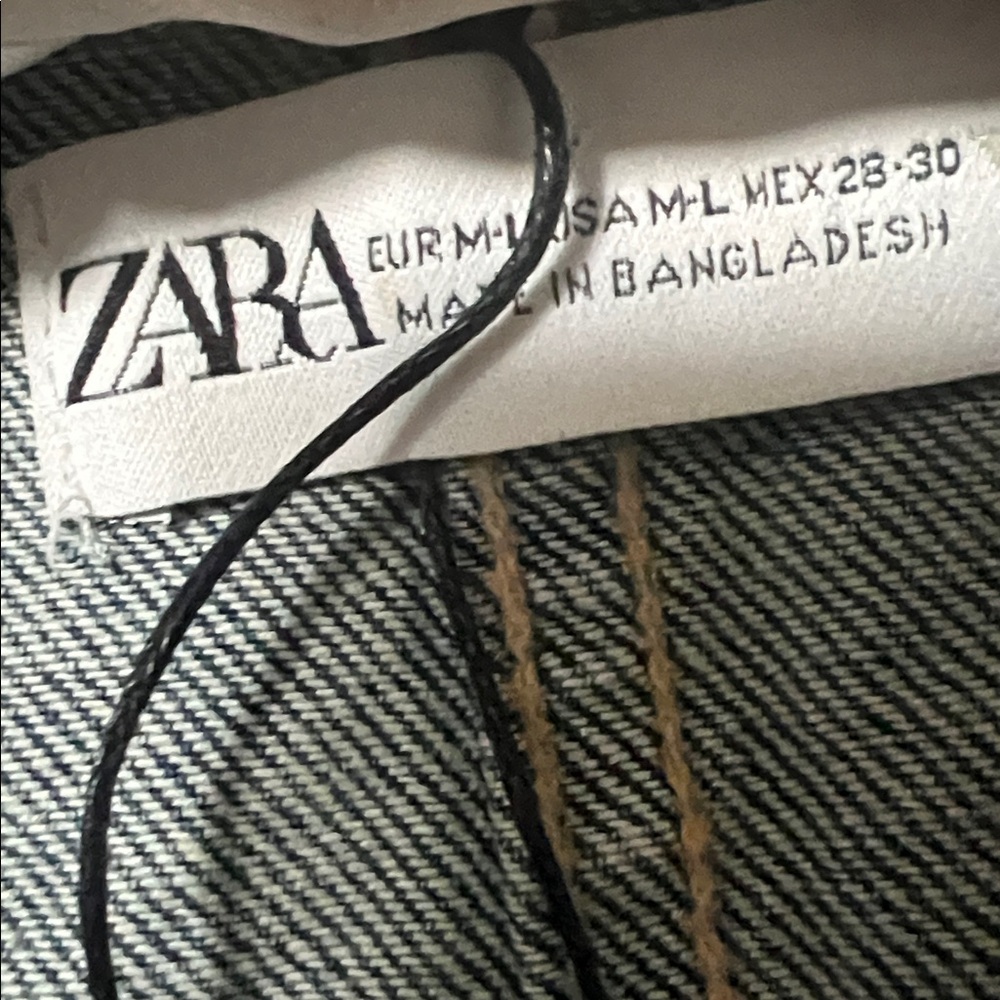 ZARA
EUR M-L USA M-L MEX 28-30
MADE IN BANGLADESH